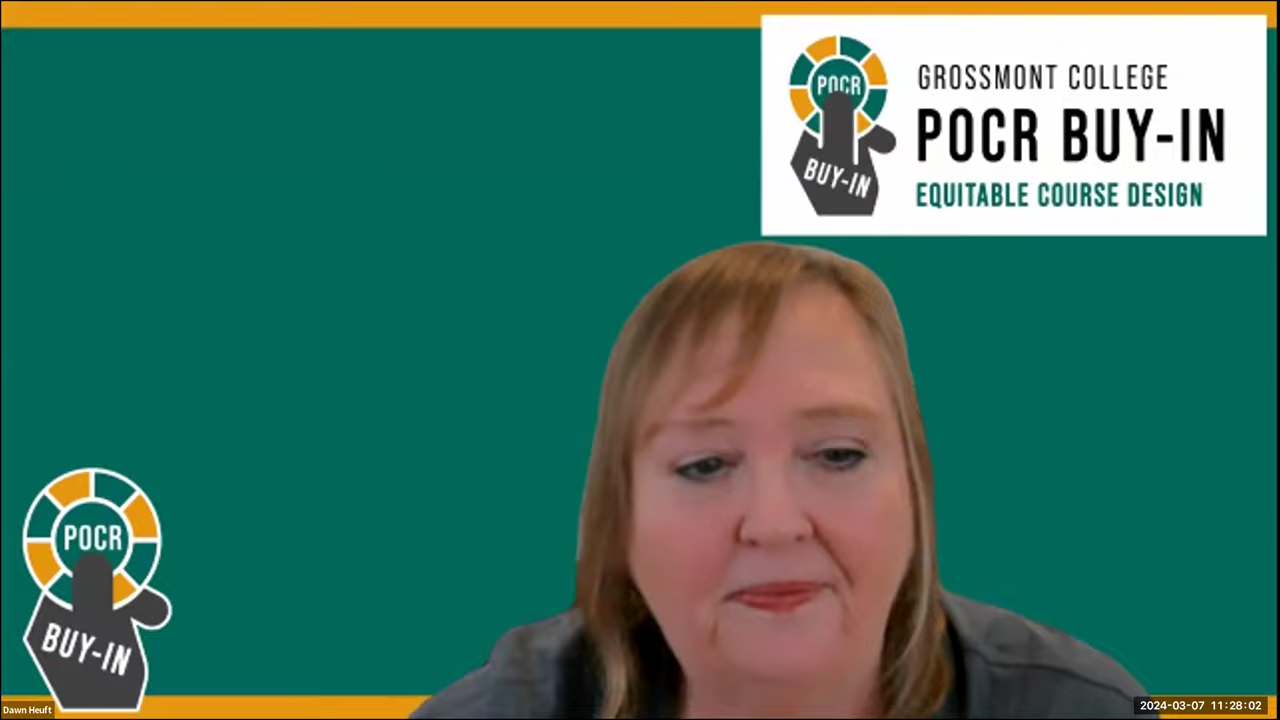 POCR
BUY-IN
GROSSMONT COLLEGE
POCR BUY-IN
EQUITABLE COURSE DESIGN
POCR
BUY-IN
Dawn Heuft
2024-03-07 11:28:02